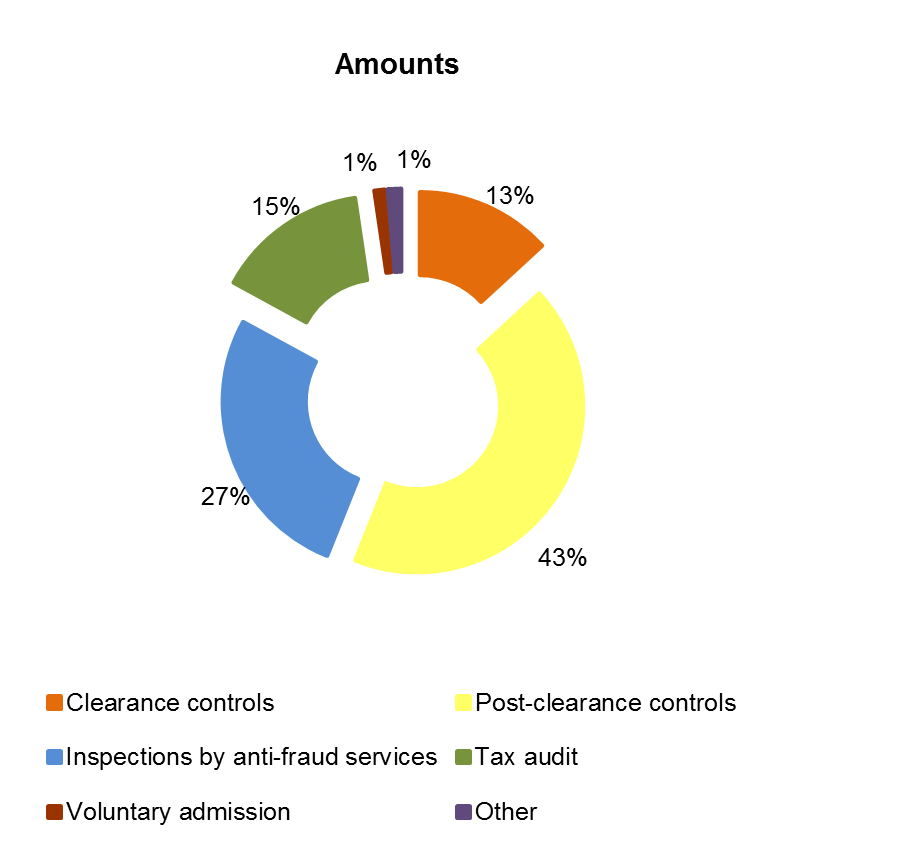 Amounts
1%
1%
13%
15%
27%
43%
Clearance controls
Post-clearance controls
Inspections by anti-fraud services
Tax audit
Voluntary admission
Other